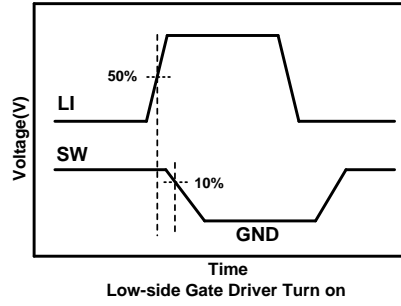 Voltage(V)
50%
LI
SW
10%
GND
Time
Low-side Gate Driver Turn on